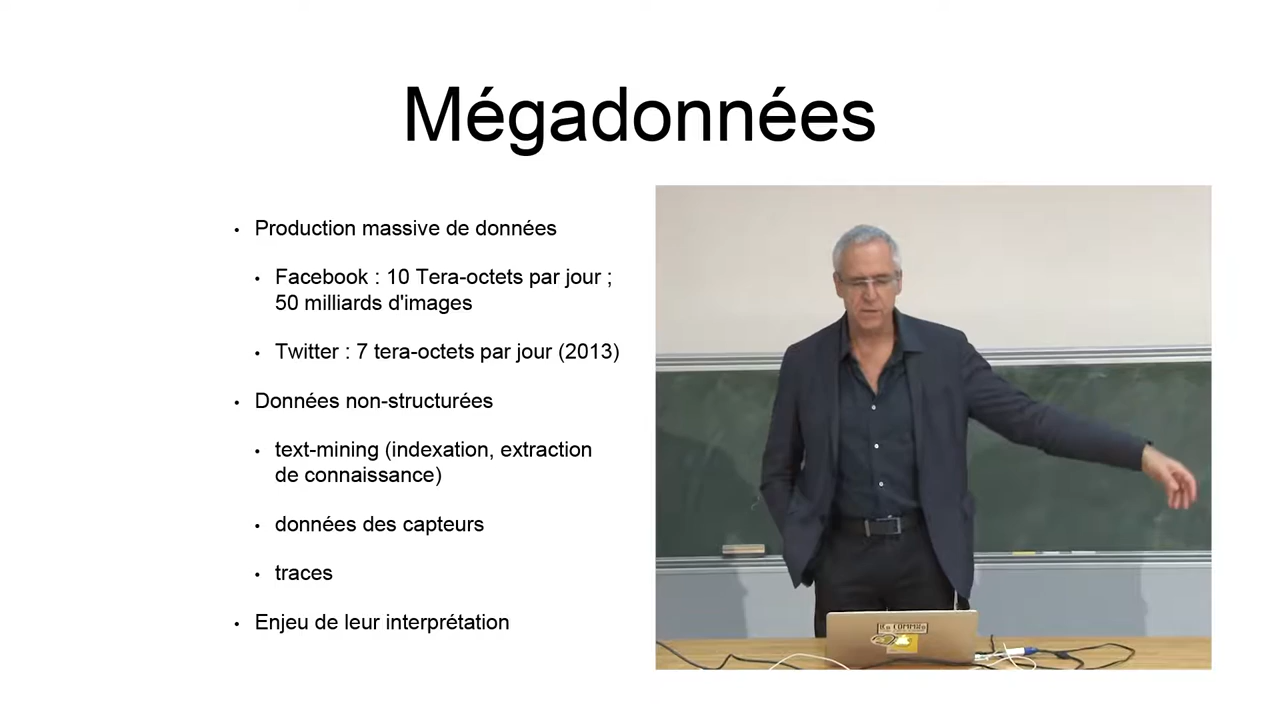 Mégadonnées
• Production massive de données
• Facebook : 10 Tera-octets par jour ;
50 milliards d'images
• Twitter : 7 tera-octets par jour (2013)
• Données non-structurées
• text-mining (indexation, extraction
de connaissance)
• données des capteurs
• traces
• Enjeu de leur interprétation